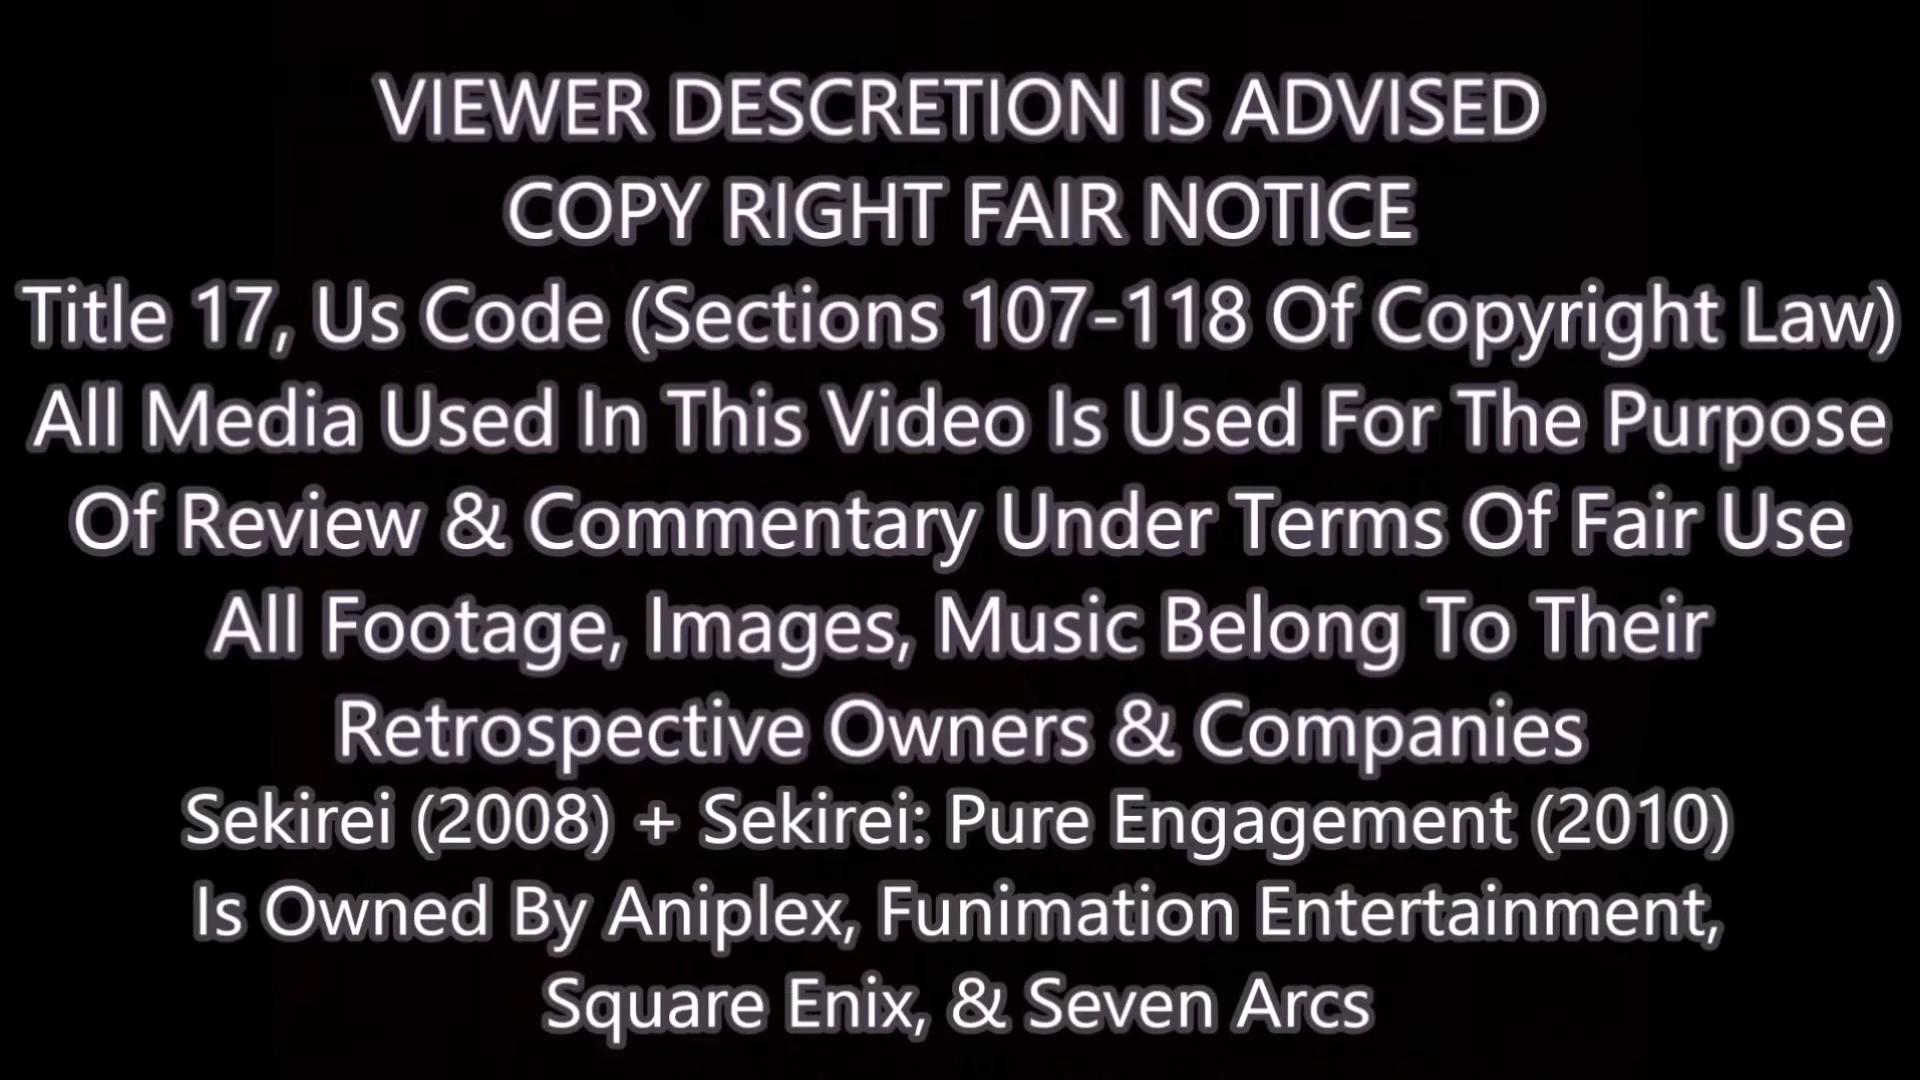 VIEWER DESCRETION IS ADVISED
COPY RIGHT FAIR NOTICE
Title 17, Us Code (Sections 107-118 Of Copyright Law)
All Media Used In This Video Is Used For The Purpose
Of Review & Commentary Under Terms Of Fair Use
All Footage, Images, Music Belong To Their
Retrospective Owners & Companies
Sekirei (2008) + Sekirei: Pure Engagement (2010)
Is Owned By Aniplex, Funimation Entertainment,
Square Enix, & Seven Arcs